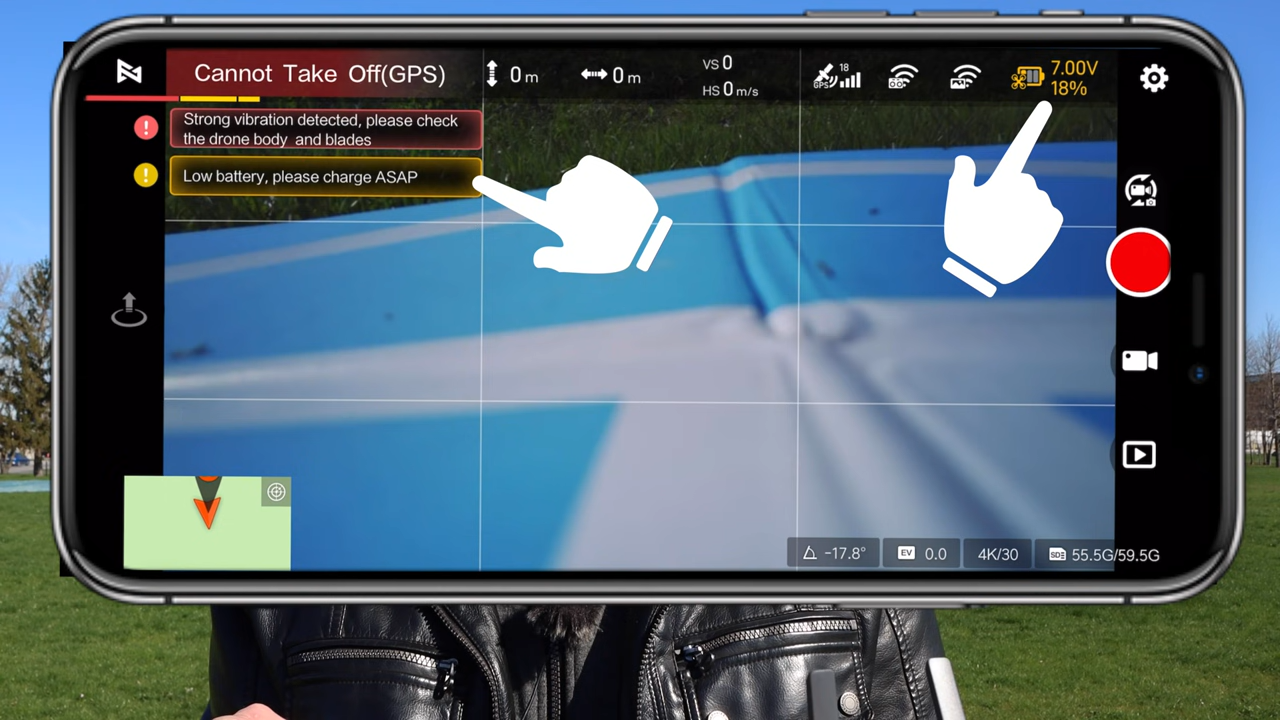 Cannot Take Off(GPS)
0 m
0 m
VS 0
HS 0 m/s
GPS
18
7.00V
18%
Strong vibration detected, please check
the drone body and blades
Low battery, please charge ASAP
-17.8°
EV 0.0
4K/30
SD 55.5G/59.5G